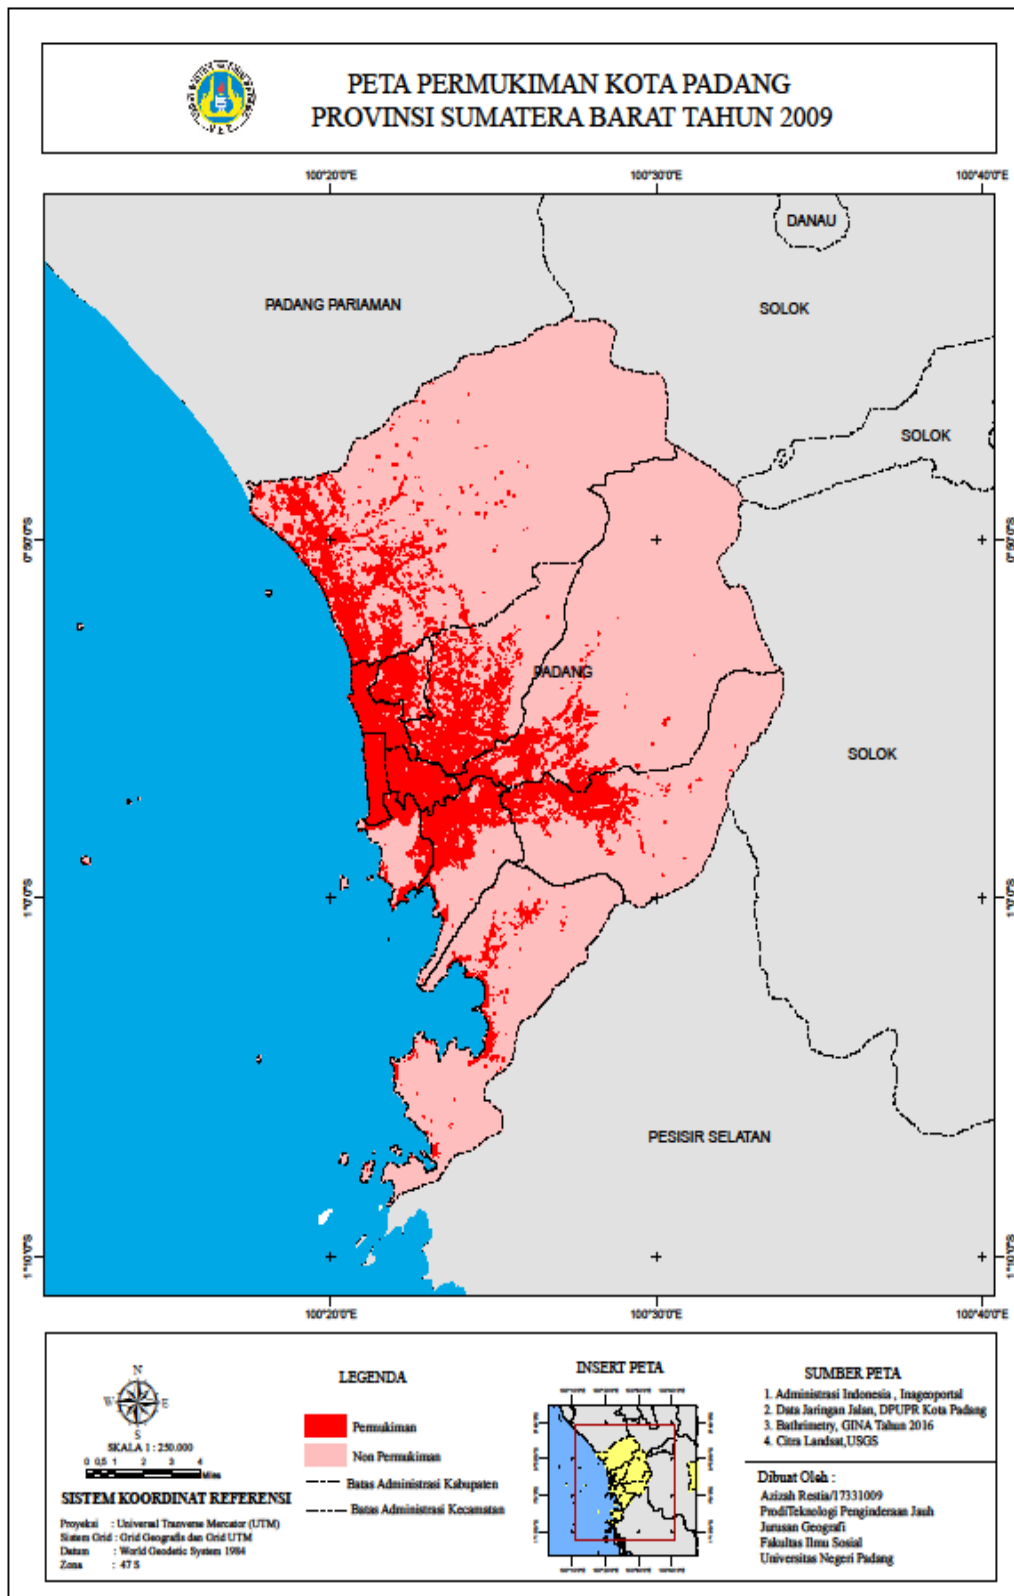 PETA PERMUKIMAN KOTA PADANG
PROVINSI SUMATERA BARAT TAHUN 2009
100°20'0"E 100°30'0"E 100°40'0"E
DANAU
PADANG PARIAMAN
SOLOK
SOLOK
0°50'0"S 0°50'0"S
PADANG
SOLOK
1°0'0"S 1°0'0"S
PESISIR SELATAN
1°10'0"S 1°10'0"S
100°20'0"E 100°30'0"E 100°40'0"E
N
W E
S
SKALA 1 : 250.000
0 0,5 1 2 3 4
Miles
SISTEM KOORDINAT REFERENSI
Proyeksi : Universal Tranverse Mercator (UTM)
Sistem Grid : Grid Geografis dan Grid UTM
Datum : World Geodetic System 1984
Zona : 47 S
LEGENDA
Permukiman
Non Permukiman
Batas Administrasi Kabupaten
Batas Administrasi Kecamatan
INSERT PETA
SUMBER PETA
1. Administrasi Indonesia , Inageoportal
2. Data Jaringan Jalan, DPUPR Kota Padang
3. Bathrimetry, GINA Tahun 2016
4. Citra Landsat,USGS
Dibuat Oleh :
Azizah Restia/17331009
ProdiTeknologi Penginderaan Jauh
Jurusan Geografi
Fakultas Ilmu Sosial
Universitas Negeri Padang